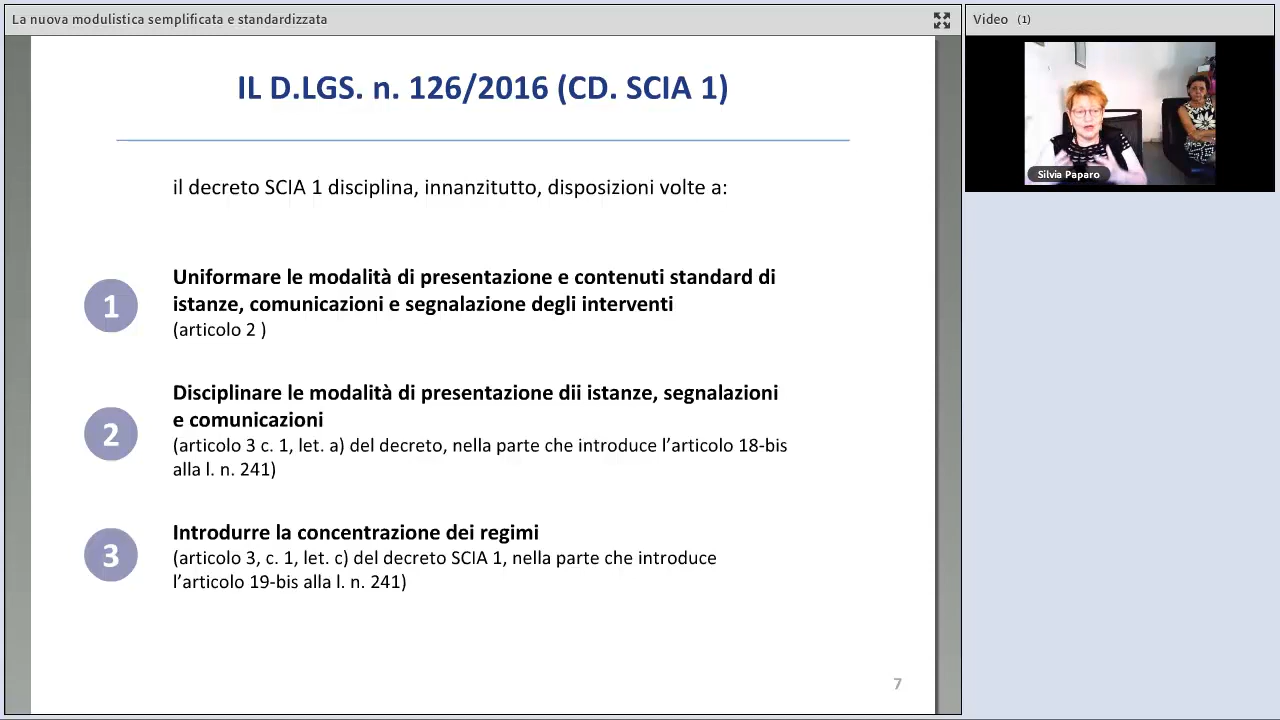 La nuova modulistica semplificata e standardizzata
Video (1)
IL D.LGS. n. 126/2016 (CD. SCIA 1)
il decreto SCIA 1 disciplina, innanzitutto, disposizioni volte a:
1
Uniformare le modalità di presentazione e contenuti standard di
istanze, comunicazioni e segnalazione degli interventi
(articolo 2 )
2
Disciplinare le modalità di presentazione dii istanze, segnalazioni
e comunicazioni
(articolo 3 c. 1, let. a) del decreto, nella parte che introduce l’articolo 18-bis
alla l. n. 241)
3
Introdurre la concentrazione dei regimi
(articolo 3, c. 1, let. c) del decreto SCIA 1, nella parte che introduce
l’articolo 19-bis alla l. n. 241)
7
Silvia Paparo